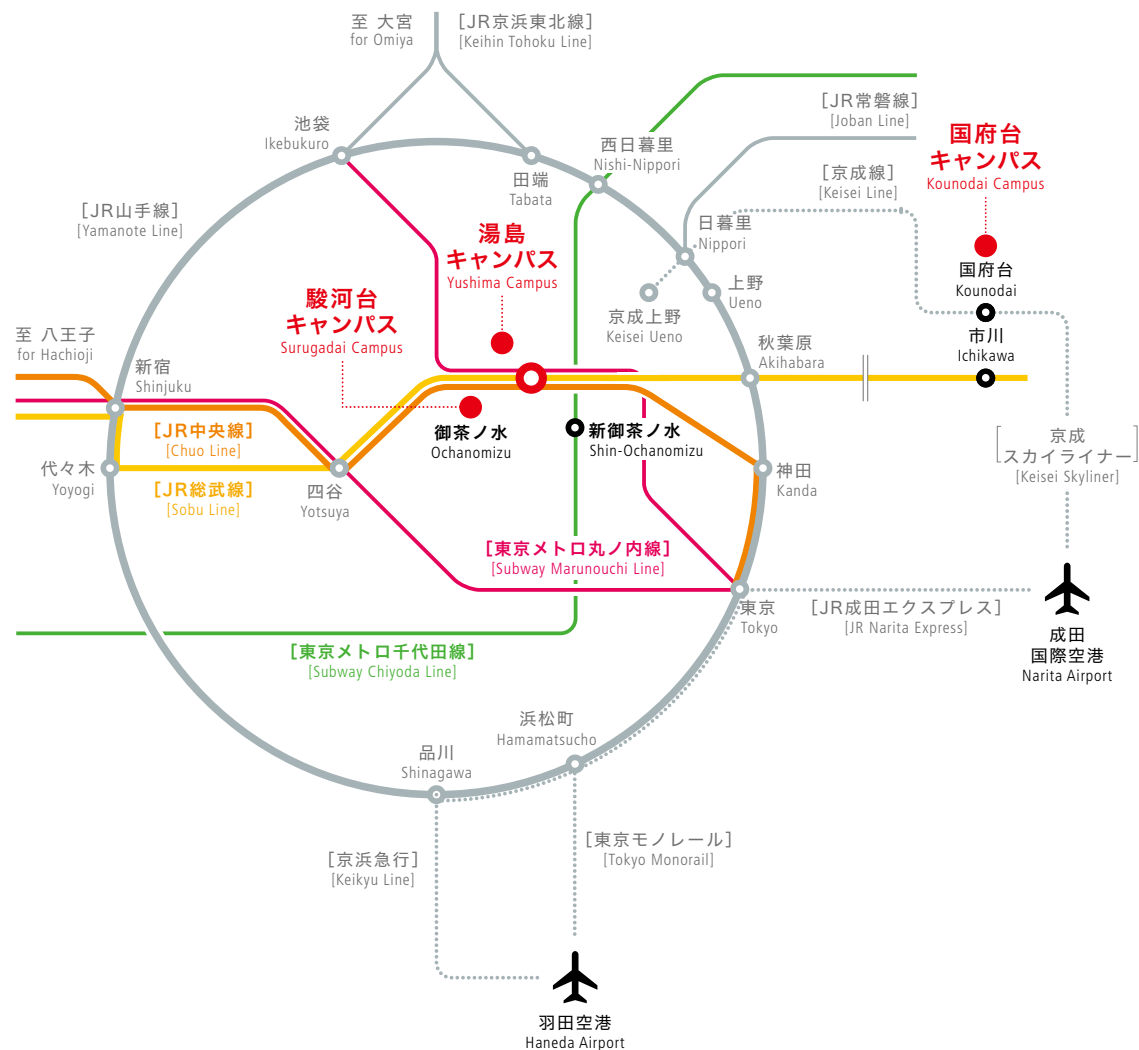 至 大宮
for Omiya
[JR京浜東北線]
[Keihin Tohoku Line]
池袋
Ikebukuro
田端
Tabata
西日暮里
Nishi-Nippori
[JR常磐線]
[Joban Line]
国府台
キャンパス
Kounodai Campus
[京成線]
[Keisei Line]
[JR山手線]
[Yamanote Line]
湯島
キャンパス
Yushima Campus
日暮里
Nippori
上野
Ueno
京成上野
Keisei Ueno
国府台
Kounodai
駿河台
キャンパス
Surugadai Campus
至 八王子
for Hachioji
新宿
Shinjuku
秋葉原
Akihabara
市川
Ichikawa
[JR中央線]
[Chuo Line]
御茶ノ水
Ochanomizu
新御茶ノ水
Shin-Ochanomizu
[京成
スカイライナー]
[Keisei Skyliner]
代々木
Yoyogi
[JR総武線]
[Sobu Line]
四谷
Yotsuya
神田
Kanda
[東京メトロ丸ノ内線]
[Subway Marunouchi Line]
東京
Tokyo
[JR成田エクスプレス]
[JR Narita Express]
成田
国際空港
Narita Airport
[東京メトロ千代田線]
[Subway Chiyoda Line]
浜松町
Hamamatsucho
品川
Shinagawa
[京浜急行]
[Keikyu Line]
[東京モノレール]
[Tokyo Monorail]
羽田空港
Haneda Airport